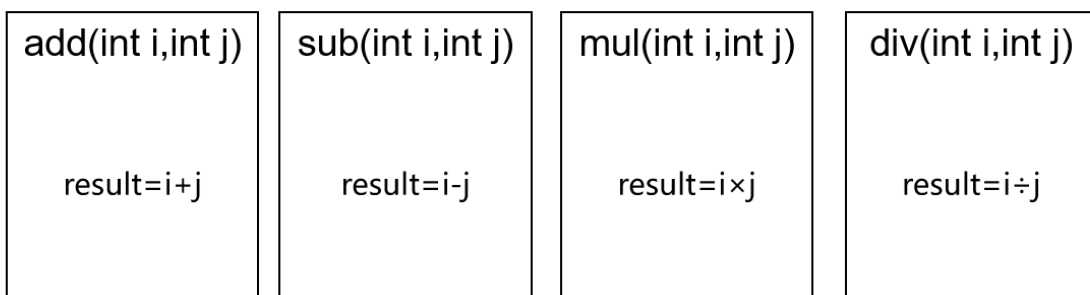 add(int i,int j)
result=i+j
sub(int i,int j)
result=i-j
mul(int i,int j)
result=i×j
div(int i,int j)
result=i÷j